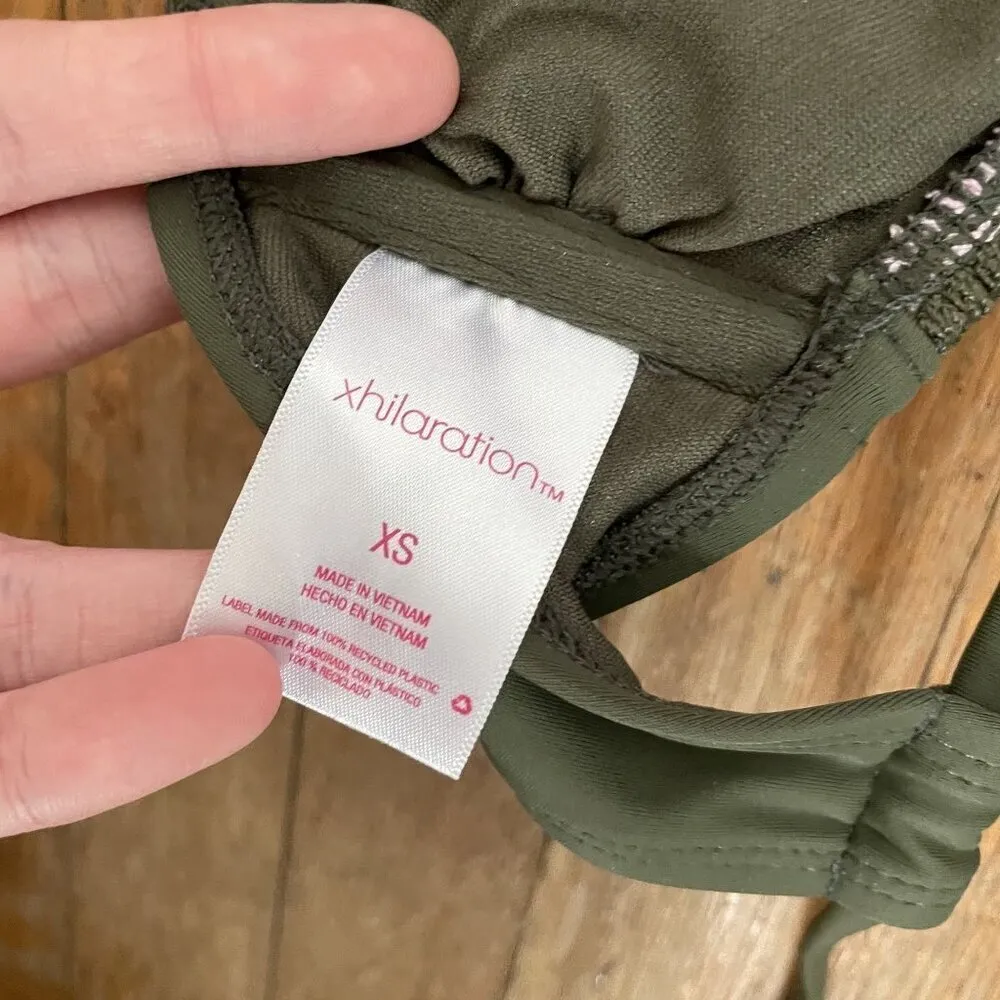 xhilaration™
XS
MADE IN VIETNAM
HECHO EN VIETNAM
LABEL MADE FROM 100% RECYCLED PLASTIC
ETIQUETA ELABORADA CON PLASTICO
100 % RECICLADO